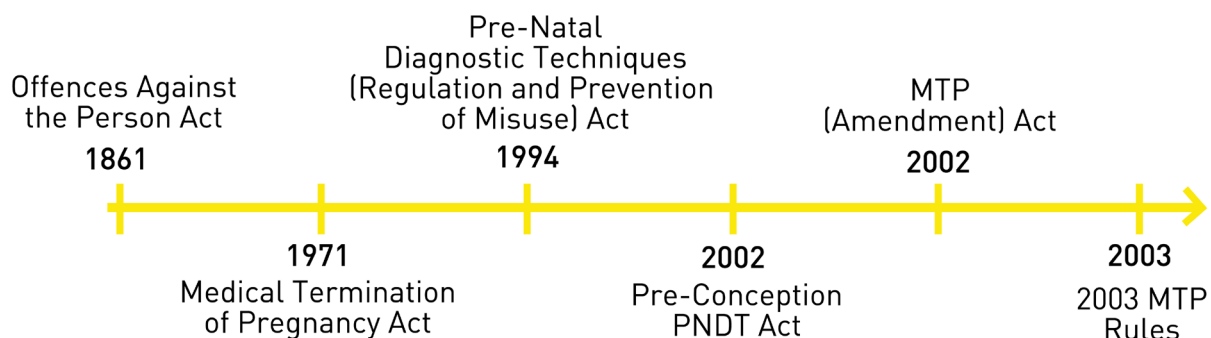 Offences Against
the Person Act
1861
1971
Medical Termination
of Pregnancy Act
Pre-Natal
Diagnostic Techniques
(Regulation and Prevention
of Misuse) Act
1994
2002
Pre-Conception
PNDT Act
MTP
(Amendment) Act
2002
2003
2003 MTP
Rules